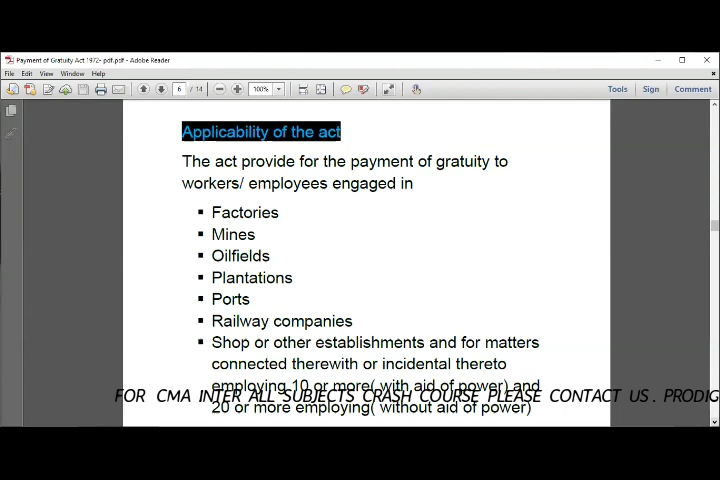 Payment of Gratuity Act 1972- pdf.pdf - Adobe Reader
File Edit View Window Help
6 / 14 100% Tools Sign Comment
Applicability of the act
The act provide for the payment of gratuity to
workers/ employees engaged in
▪ Factories
▪ Mines
▪ Oilfields
▪ Plantations
▪ Ports
▪ Railway companies
▪ Shop or other establishments and for matters
connected therewith or incidental thereto
employing 10 or more( with aid of power) and
FOR CMA INTER ALL SUBJECTS CRASH COURSE PLEASE CONTACT US . PRODIG
20 or more employing( without aid of power)